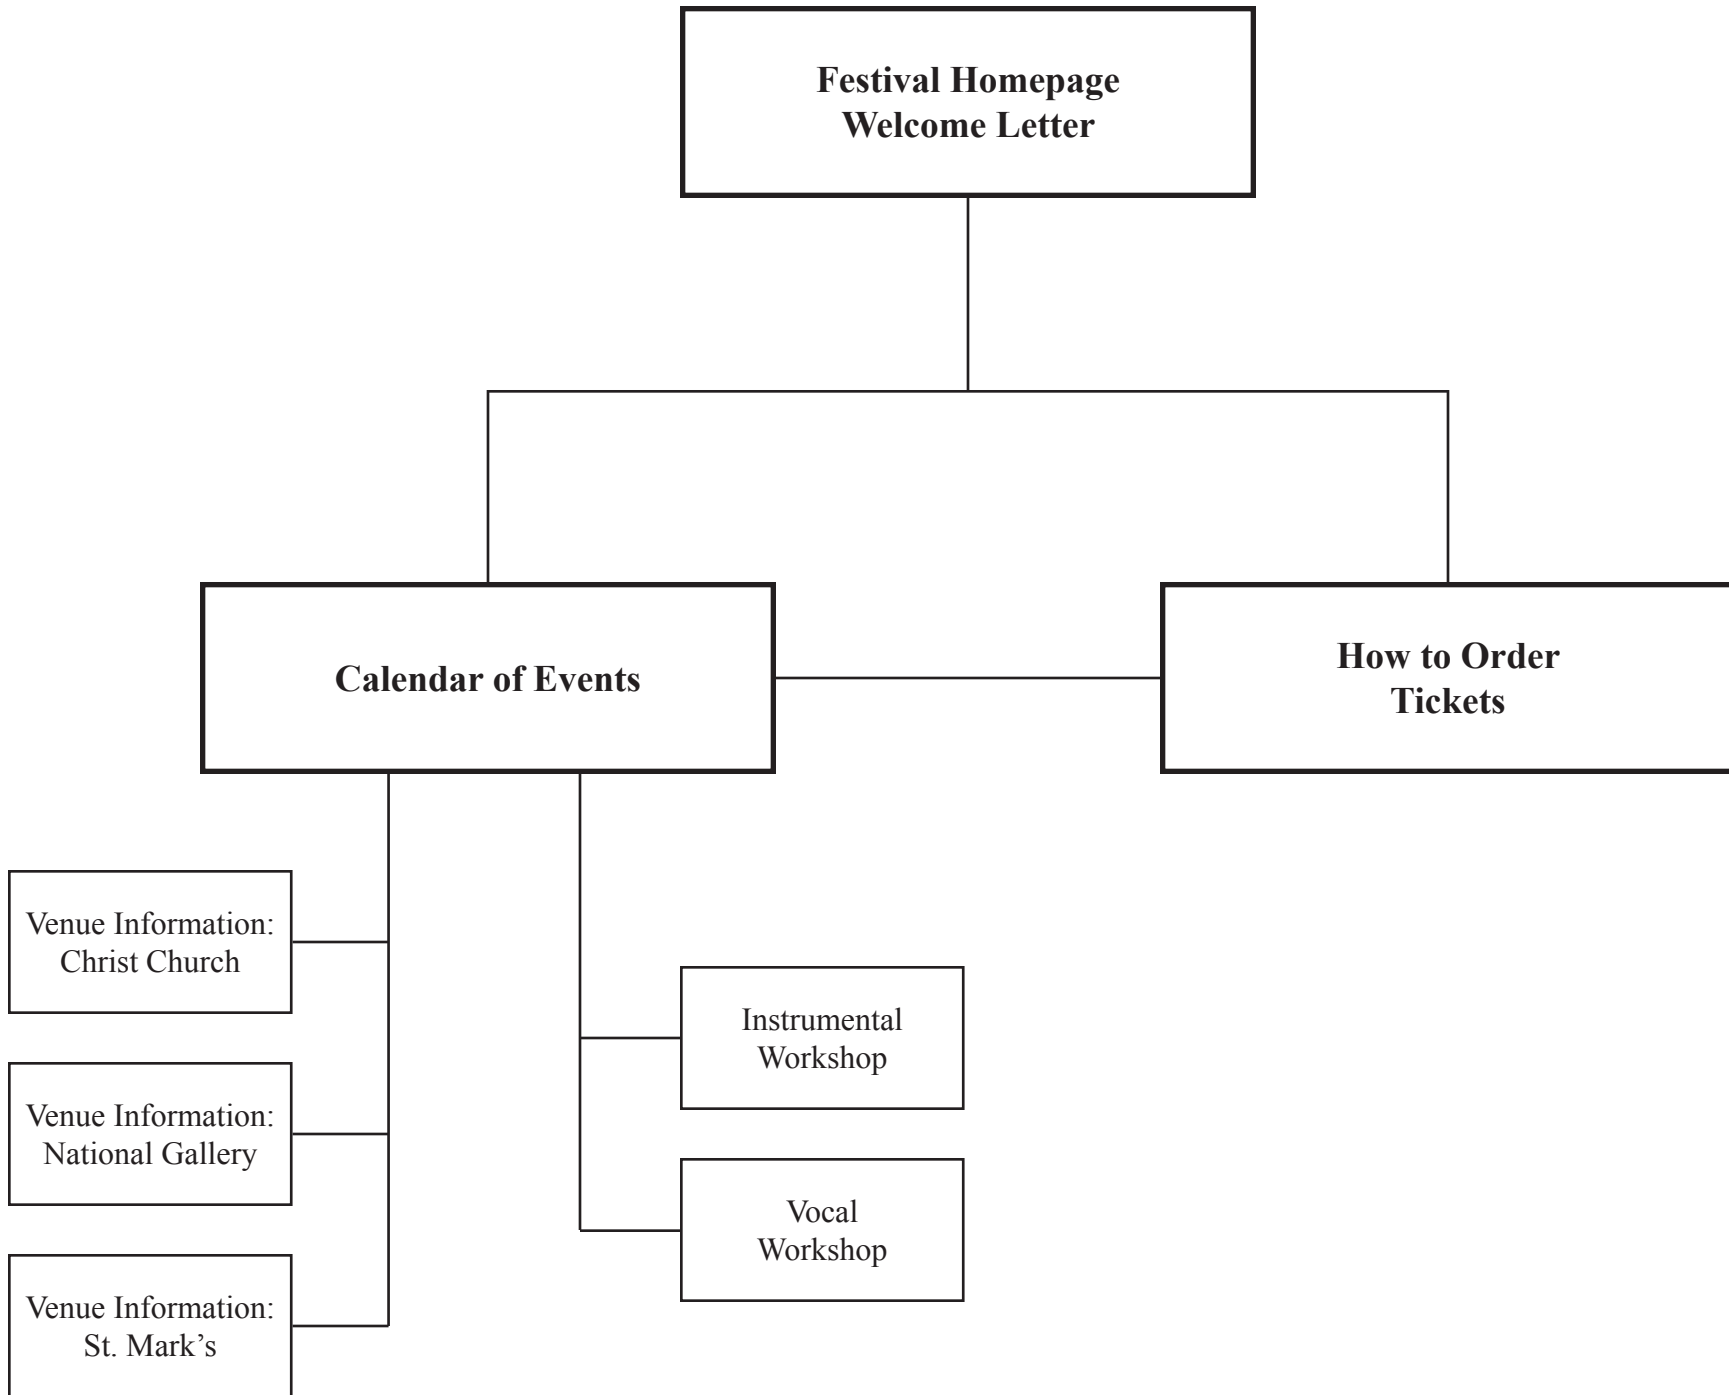 Festival Homepage
Welcome Letter
Calendar of Events
How to Order
Tickets
Venue Information:
Christ Church
Venue Information:
National Gallery
Venue Information:
St. Mark’s
Instrumental
Workshop
Vocal
Workshop